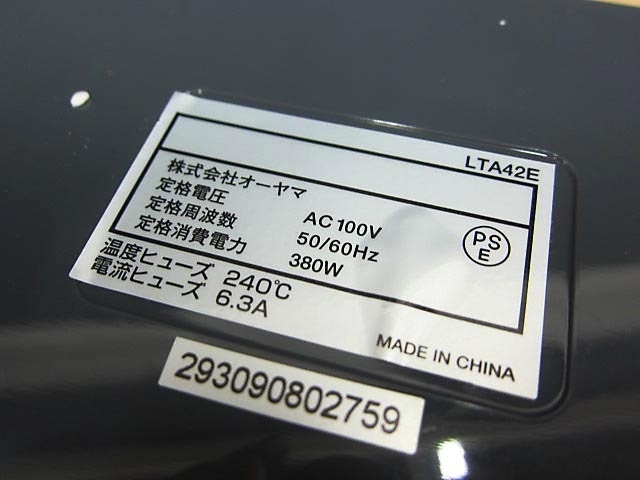 LTA42E
株式会社オーヤマ
定格電圧 AC100V
定格周波数 50/60Hz
定格消費電力 380W
PS
E
温度ヒューズ 240℃
電流ヒューズ 6.3A
MADE IN CHINA
293090802759